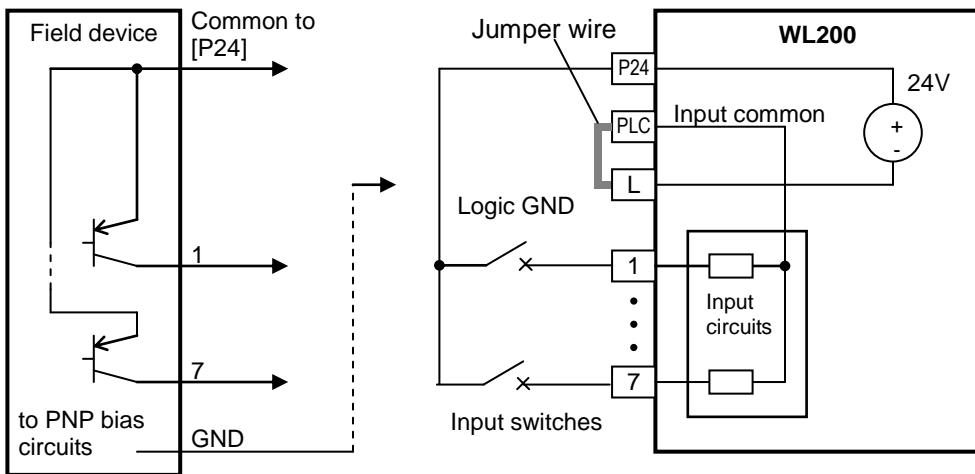 Field device
Common to
[P24]
1
7
to PNP bias
circuits
GND
Jumper wire
WL200
P24
24V
PLC
Input common
+
-
L
Logic GND
1
Input
circuits
7
Input switches